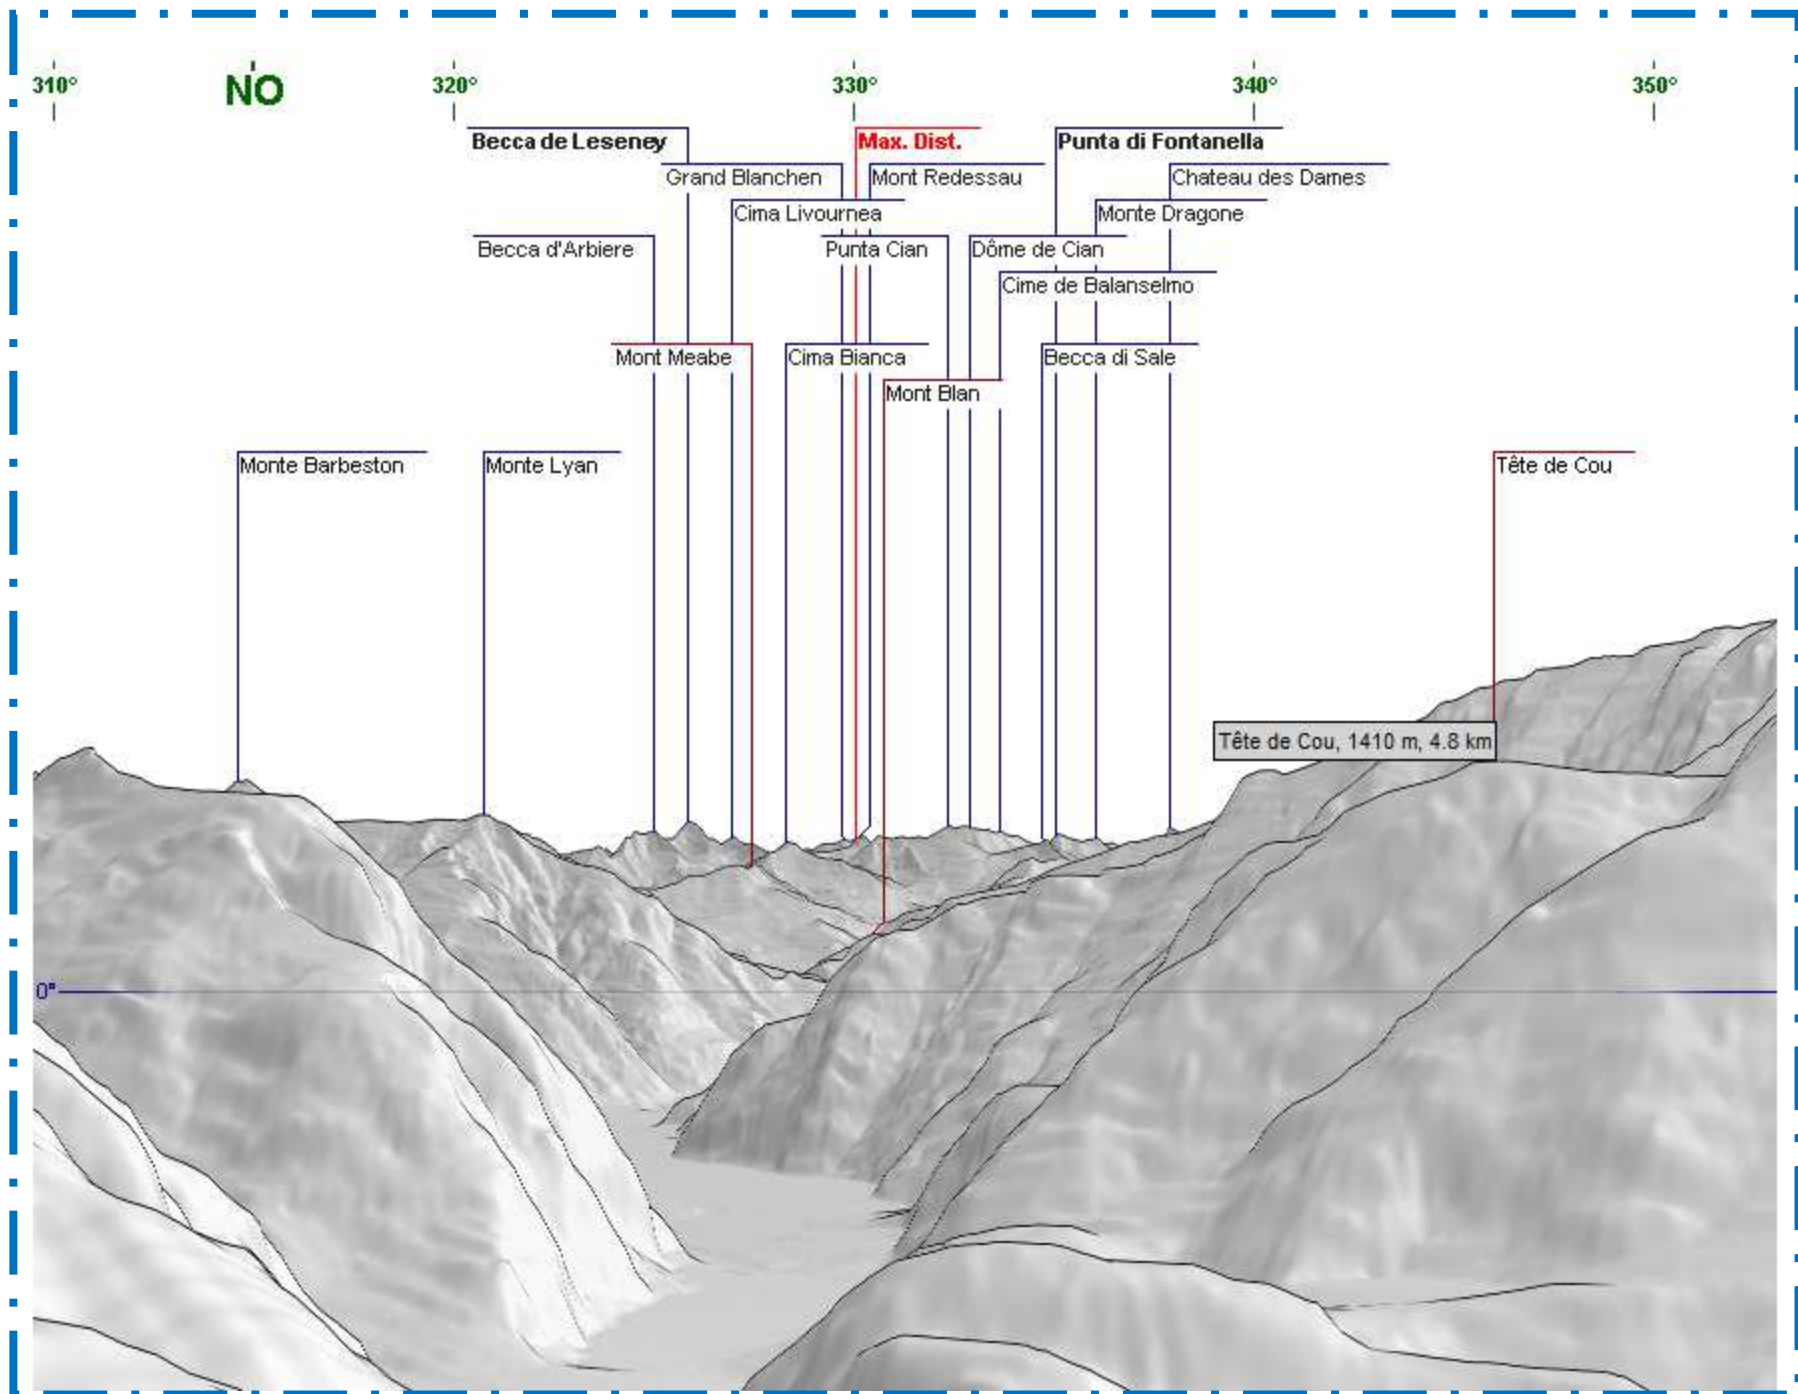 310°
NO
320°
330°
340°
350°
Becca de Leseney
Max. Dist.
Punta di Fontanella
Grand Blanchen
Mont Redessau
Chateau des Dames
Cima Livournea
Monte Dragone
Becca d'Arbiere
Punta Cian
Dôme de Cian
Cime de Balanselmo
Mont Meabe
Cima Bianca
Becca di Sale
Mont Blan
Monte Barbeston
Monte Lyan
Tête de Cou
Tête de Cou, 1410 m, 4.8 km
0°